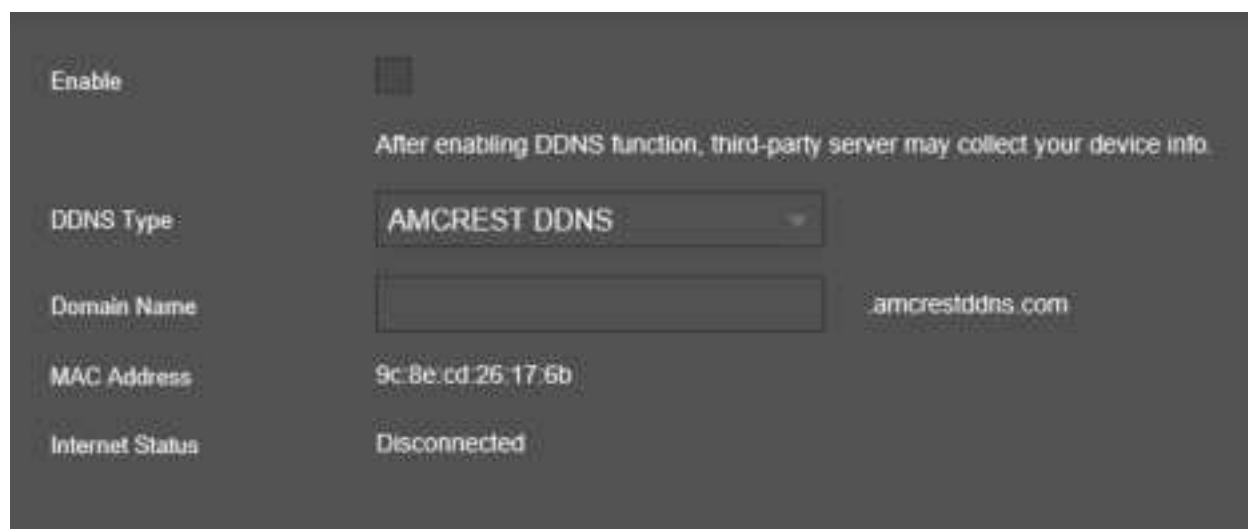 Enable
After enabling DDNS function, third-party server may collect your device info.
DDNS Type AMCREST DDNS
Domain Name .amcrestddns.com
MAC Address 9c:8e:cd:26:17:6b
Internet Status Disconnected